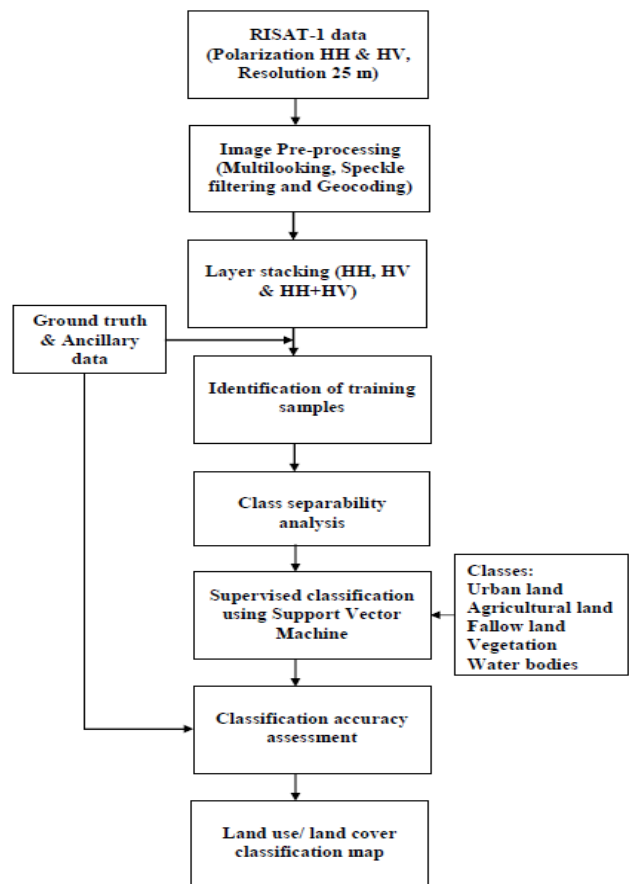 RISAT-1 data
(Polarization HH & HV,
Resolution 25 m)
Image Pre-processing
(Multilooking, Speckle
filtering and Geocoding)
Layer stacking (HH, HV
& HH+HV)
Ground truth
& Ancillary
data
Identification of training
samples
Class separability
analysis
Supervised classification
using Support Vector
Machine
Classes:
Urban land
Agricultural land
Fallow land
Vegetation
Water bodies
Classification accuracy
assessment
Land use/ land cover
classification map